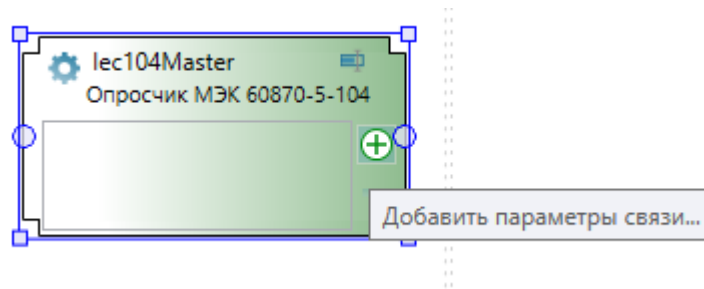 Iec104Master
Опросчик МЭК 60870-5-104
Добавить параметры связи...